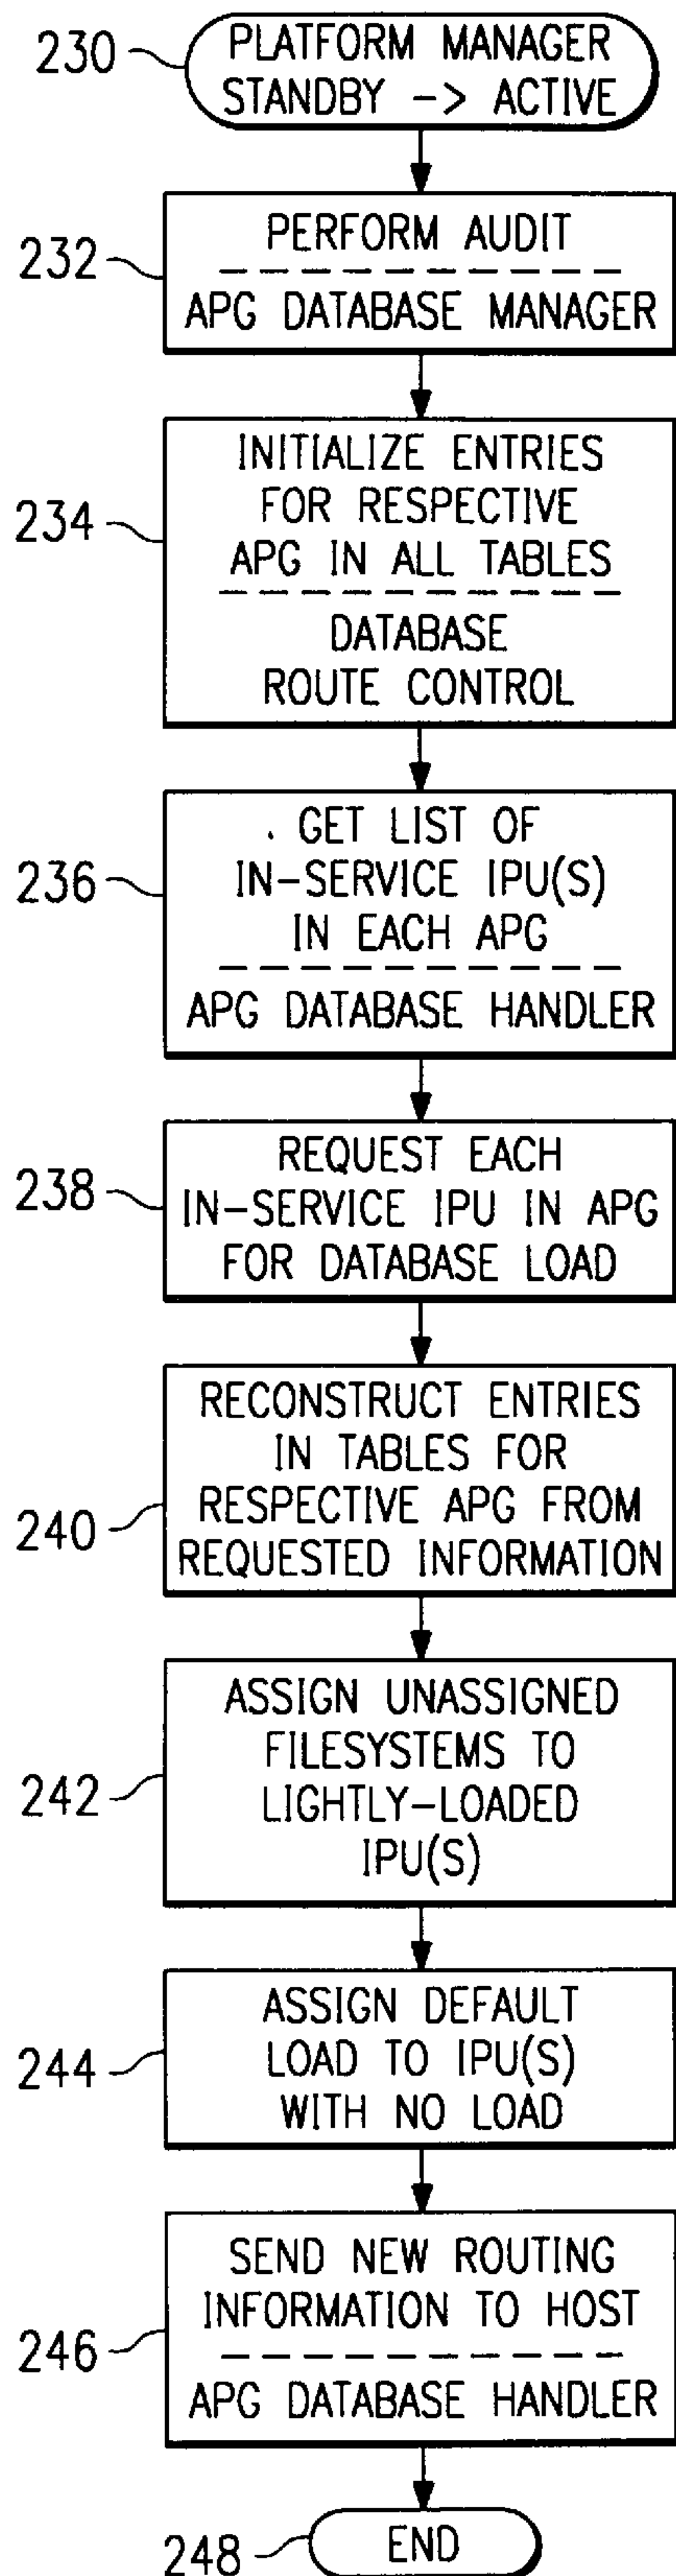 230
PLATFORM MANAGER
STANDBY -> ACTIVE
232
PERFORM AUDIT
APG DATABASE MANAGER
234
INITIALIZE ENTRIES
FOR RESPECTIVE
APG IN ALL TABLES
DATABASE
ROUTE CONTROL
236
GET LIST OF
IN-SERVICE IPU(S)
IN EACH APG
APG DATABASE HANDLER
238
REQUEST EACH
IN-SERVICE IPU IN APG
FOR DATABASE LOAD
240
RECONSTRUCT ENTRIES
IN TABLES FOR
RESPECTIVE APG FROM
REQUESTED INFORMATION
242
ASSIGN UNASSIGNED
FILESYSTEMS TO
LIGHTLY-LOADED
IPU(S)
244
ASSIGN DEFAULT
LOAD TO IPU(S)
WITH NO LOAD
246
SEND NEW ROUTING
INFORMATION TO HOST
APG DATABASE HANDLER
248
END